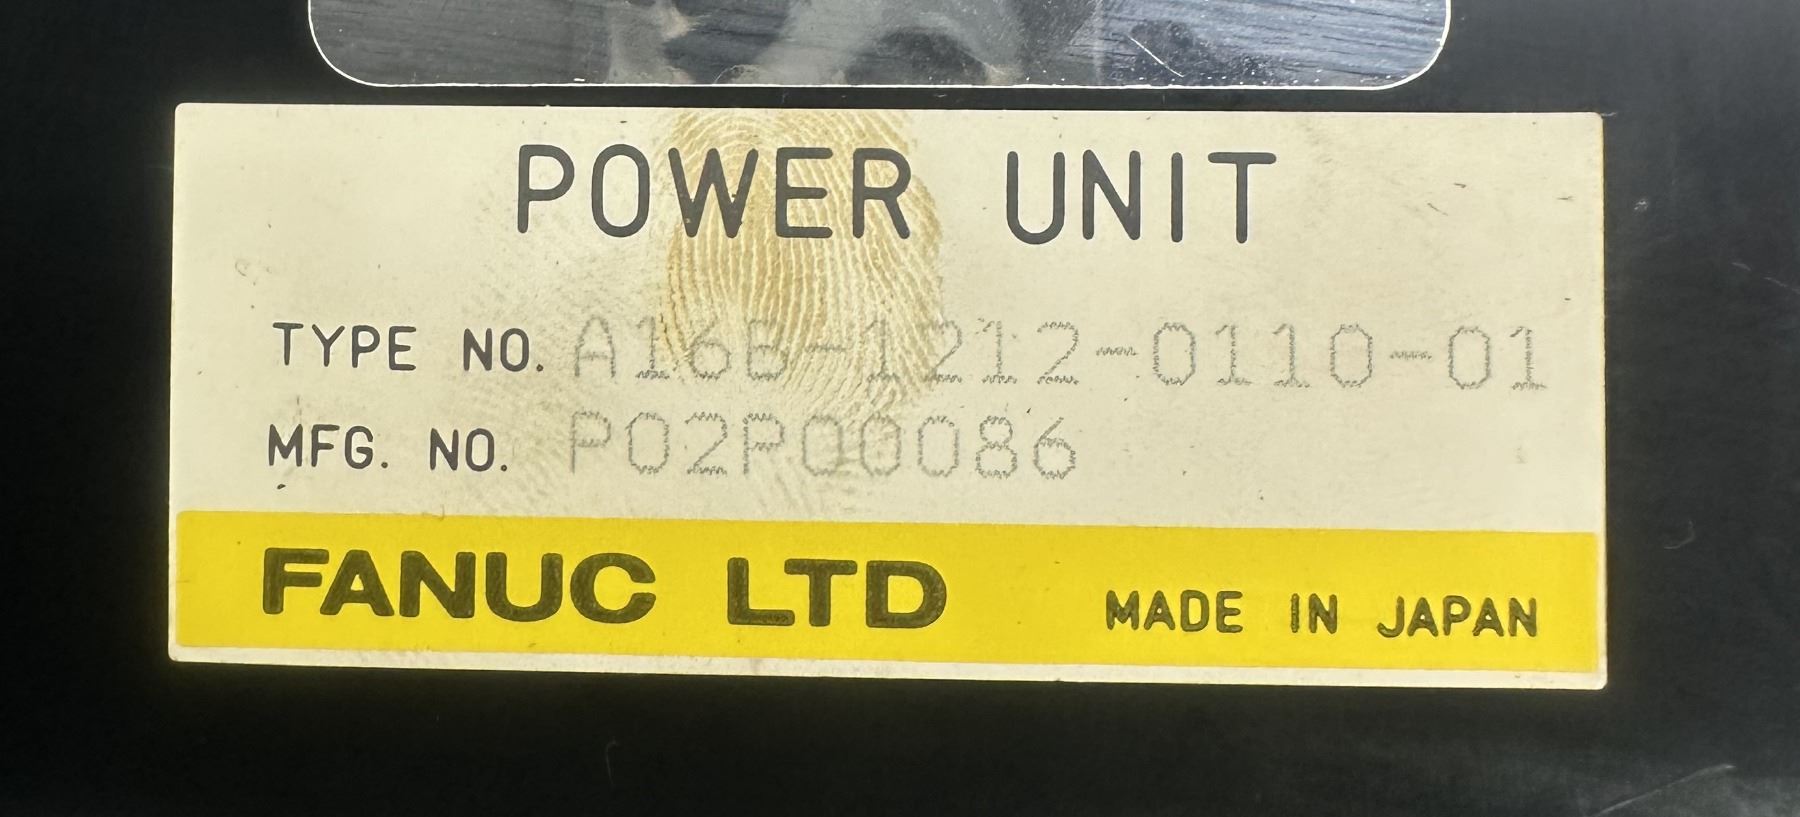 POWER UNIT
TYPE NO. A16B-1212-0110-01
MFG. NO. P02P00086
FANUC LTD MADE IN JAPAN